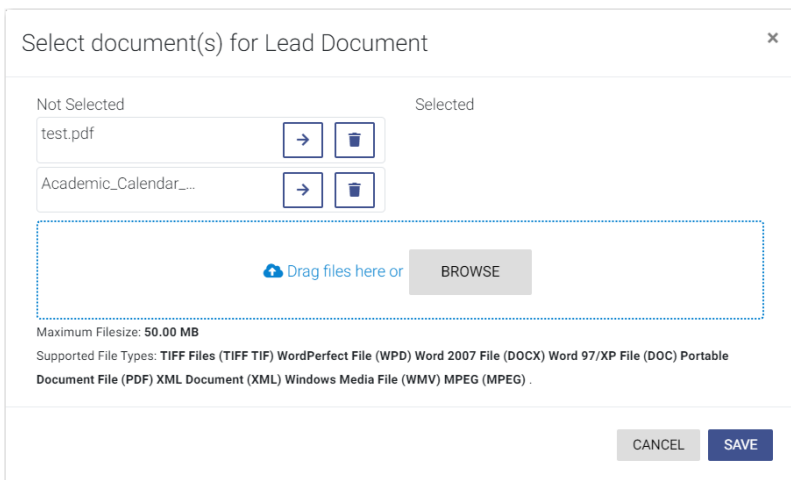 Select document(s) for Lead Document
×
Not Selected
Selected
test.pdf
Academic_Calendar_...
Drag files here or
BROWSE
Maximum Filesize: 50.00 MB
Supported File Types: TIFF Files (TIFF TIF) WordPerfect File (WPD) Word 2007 File (DOCX) Word 97/XP File (DOC) Portable
Document File (PDF) XML Document (XML) Windows Media File (WMV) MPEG (MPEG) .
CANCEL
SAVE